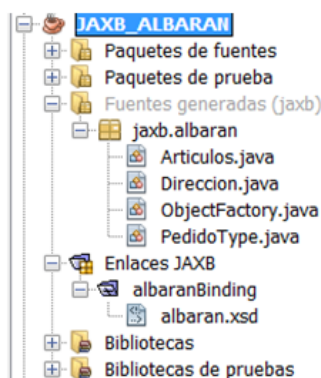 JAXB_ALBARAN
Paquetes de fuentes
Paquetes de prueba
Fuentes generadas (jaxb)
jaxb.albaran
Articulos.java
Direccion.java
ObjectFactory.java
PedidoType.java
Enlaces JAXB
albaranBinding
albaran.xsd
Bibliotecas
Bibliotecas de pruebas